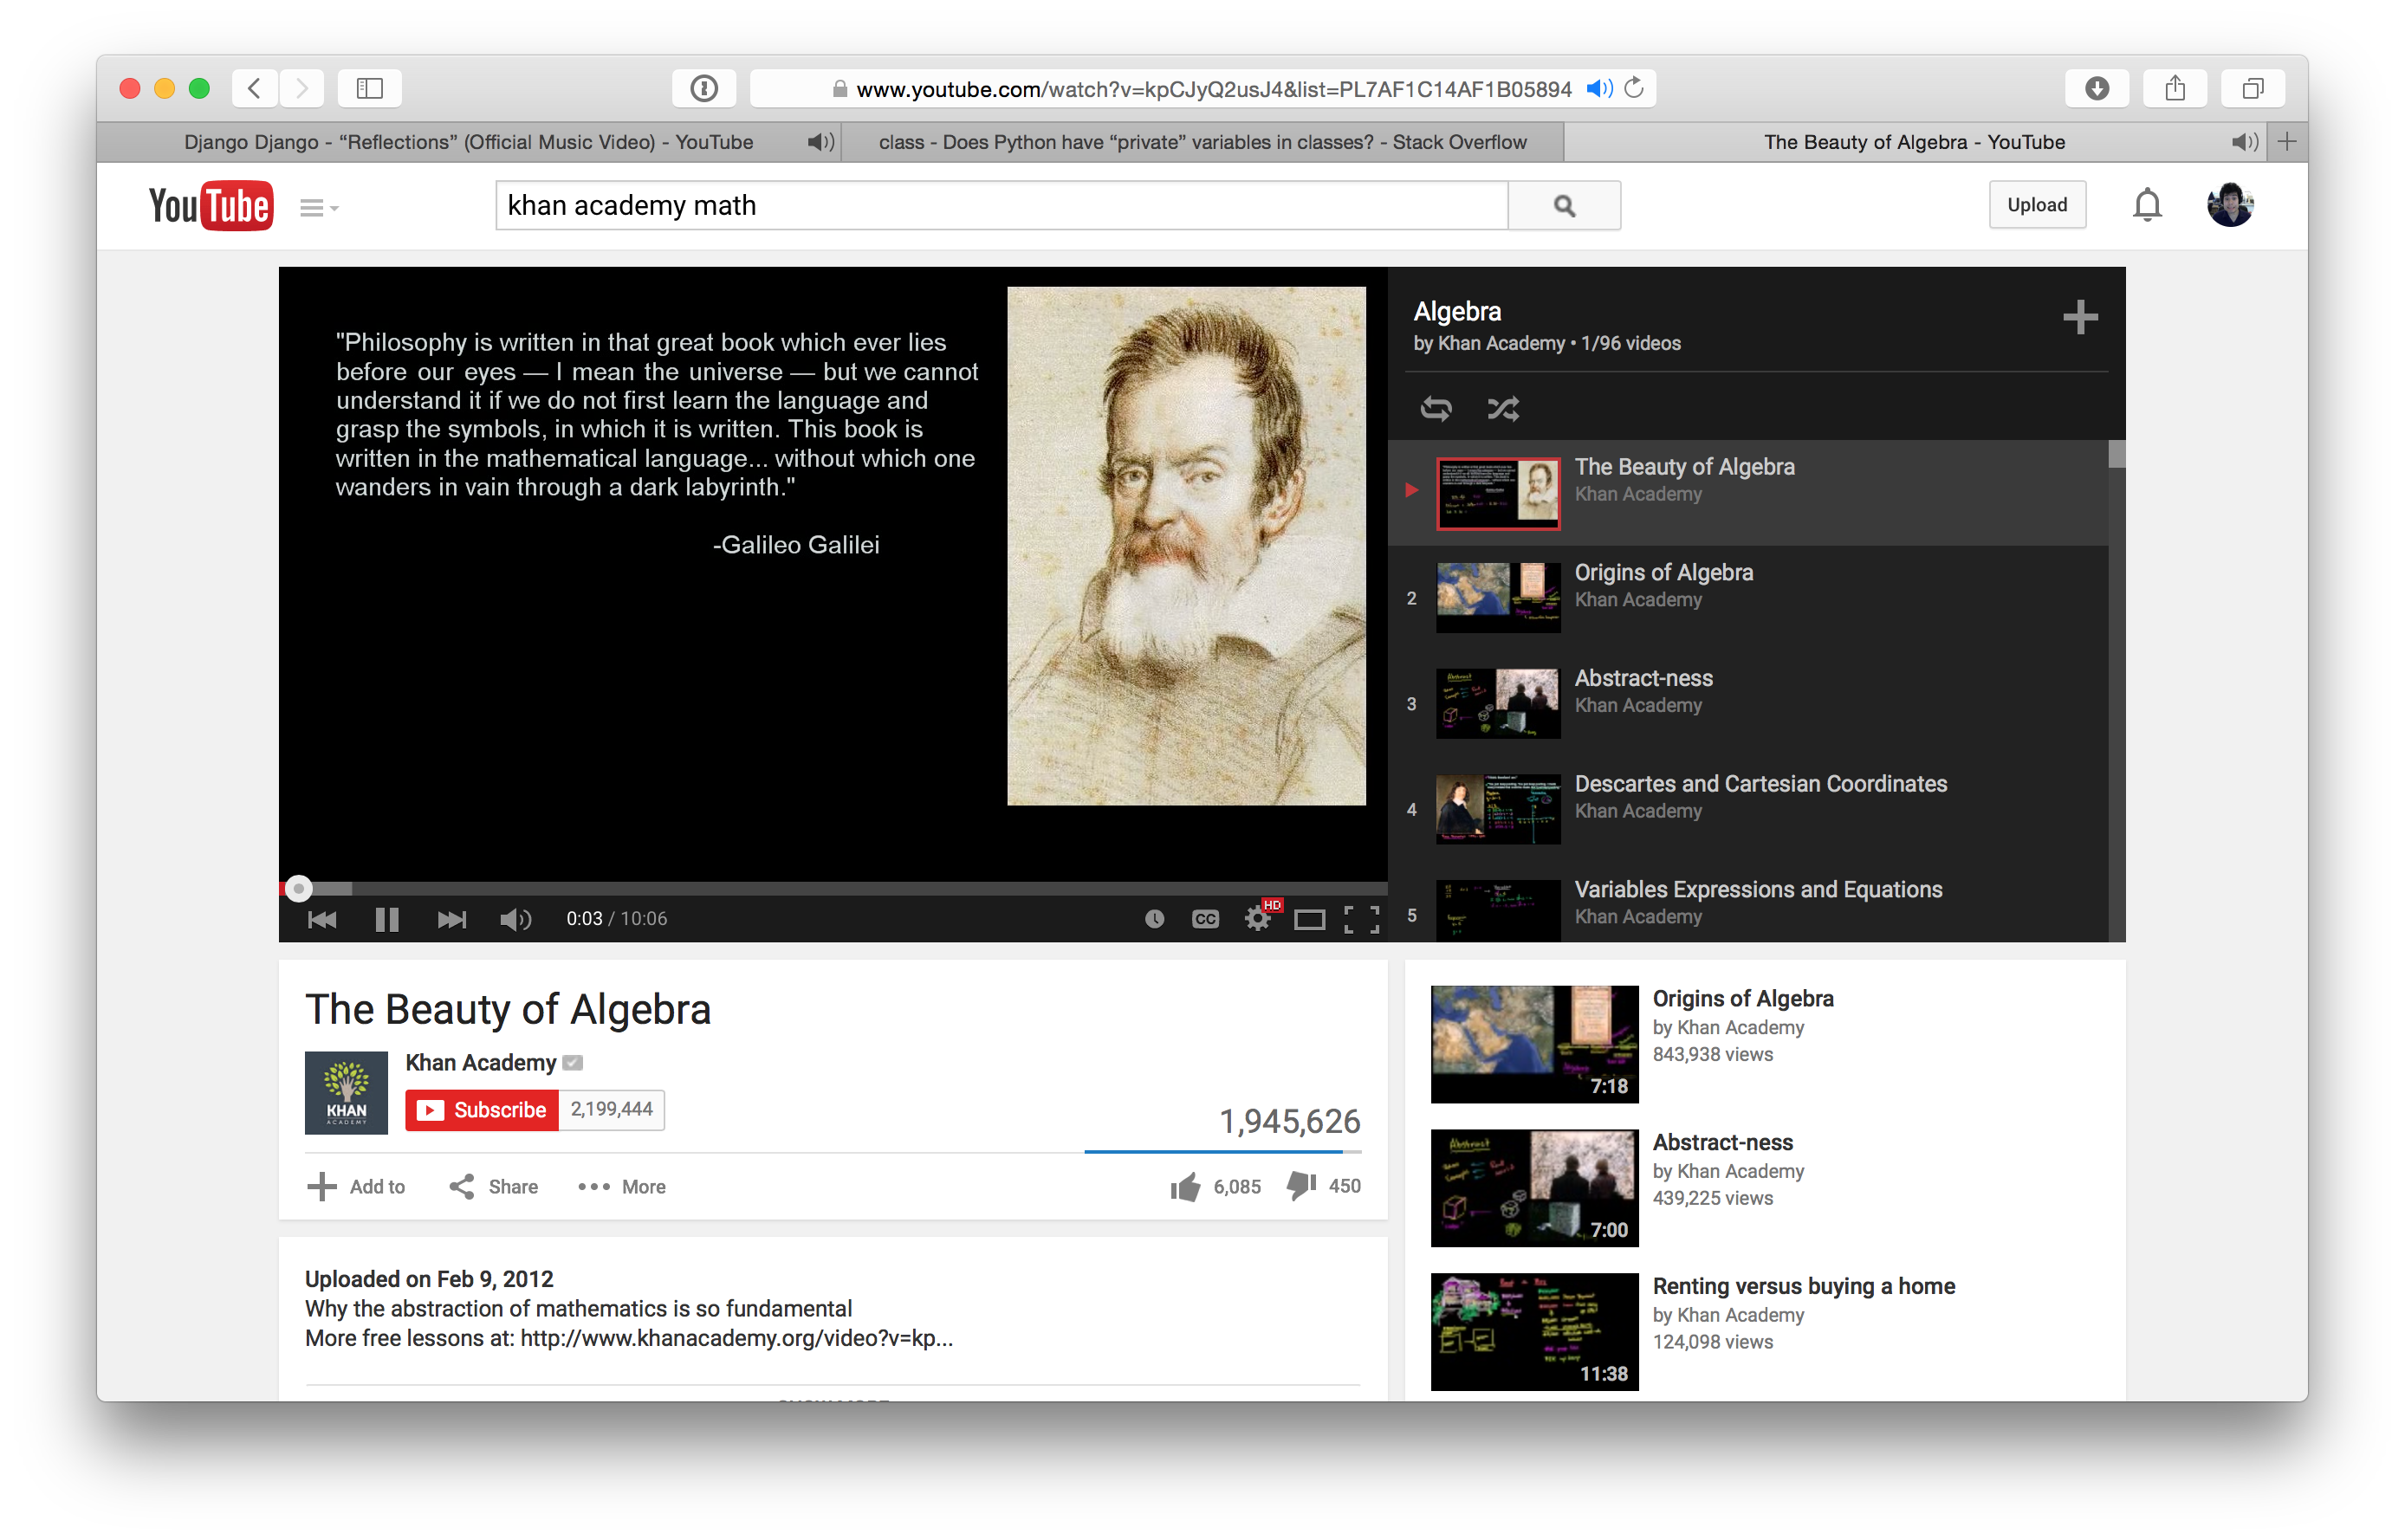 www.youtube.com/watch?v=kpCJyQ2usJ4&list=PL7AF1C14AF1B05894
Django Django - “Reflections” (Official Music Video) - YouTube
class - Does Python have “private” variables in classes? - Stack Overflow
The Beauty of Algebra - YouTube
YouTube
khan academy math
Upload
"Philosophy is written in that great book which ever lies
before our eyes — I mean the universe — but we cannot
understand it if we do not first learn the language and
grasp the symbols, in which it is written. This book is
written in the mathematical language... without which one
wanders in vain through a dark labyrinth."
-Galileo Galilei
0:03 / 10:06
CC
HD
Algebra
by Khan Academy • 1/96 videos
The Beauty of Algebra
Khan Academy
2
Origins of Algebra
Khan Academy
3
Abstract-ness
Khan Academy
4
Descartes and Cartesian Coordinates
Khan Academy
5
Variables Expressions and Equations
Khan Academy
The Beauty of Algebra
KHAN
ACADEMY
Khan Academy
Subscribe 2,199,444
1,945,626
Add to Share More
6,085 450
Uploaded on Feb 9, 2012
Why the abstraction of mathematics is so fundamental
More free lessons at: http://www.khanacademy.org/video?v=kp...
7:18
Origins of Algebra
by Khan Academy
843,938 views
Abstract
7:00
Abstract-ness
by Khan Academy
439,225 views
11:38
Renting versus buying a home
by Khan Academy
124,098 views